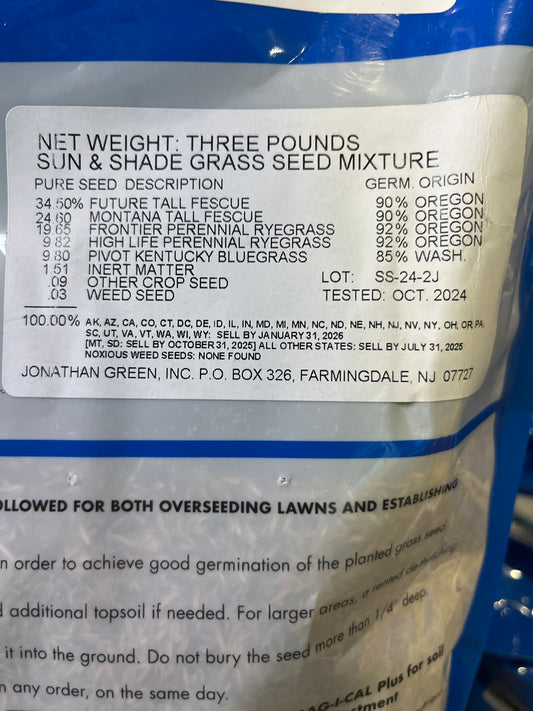 NET WEIGHT: THREE POUNDS
SUN & SHADE GRASS SEED MIXTURE
PURE SEED DESCRIPTION GERM. ORIGIN
34.50% FUTURE TALL FESCUE 90% OREGON
24.60 MONTANA TALL FESCUE 90% OREGON
19.65 FRONTIER PERENNIAL RYEGRASS 92% OREGON
9.82 HIGH LIFE PERENNIAL RYEGRASS 92% OREGON
9.80 PIVOT KENTUCKY BLUEGRASS 85% WASH.
1.51 INERT MATTER LOT: SS-24-2J
.09 OTHER CROP SEED
.03 WEED SEED TESTED: OCT. 2024
100.00% AK, AZ, CA, CO, CT, DC, DE, ID, IL, IN, MD, MI, MN, NC, ND, NE, NH, NJ, NV, NY, OH, OR, PA,
SC, UT, VA, VT, WA, WI, WY: SELL BY JANUARY 31, 2026
[MT, SD: SELL BY OCTOBER 31, 2025] ALL OTHER STATES: SELL BY JULY 31, 2025
NOXIOUS WEED SEEDS: NONE FOUND
JONATHAN GREEN, INC. P.O. BOX 326, FARMINGDALE, NJ 07727
OLLOWED FOR BOTH OVERSEEDING LAWNS AND ESTABLISHING
n order to achieve good germination of the planted grass seed.
d additional topsoil if needed. For larger areas, a rented de-thatching
it into the ground. Do not bury the seed more than 1/4" deep.
n any order, on the same day.
AG-I-CAL Plus for soil
stment